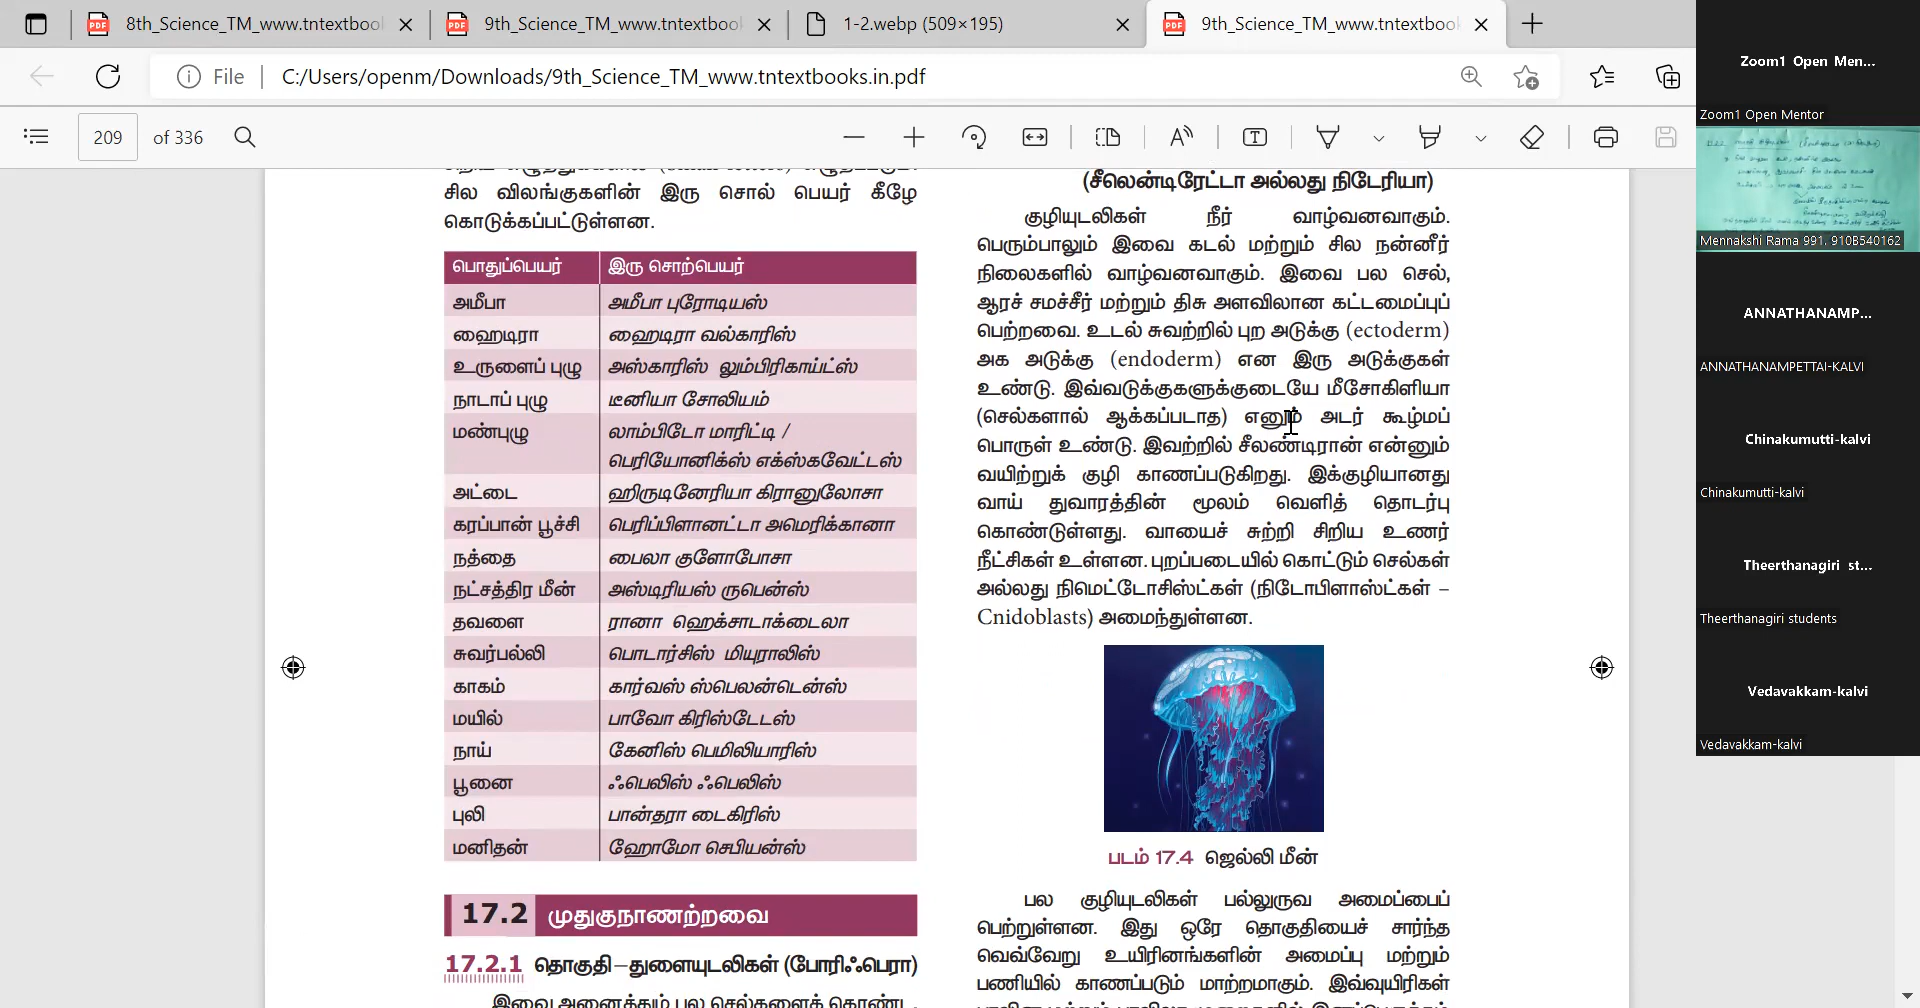 8th_Science_TM_www.tntextbook
9th_Science_TM_www.tntextbook
1-2.webp (509×195)
9th_Science_TM_www.tntextbook
File
C:/Users/openm/Downloads/9th_Science_TM_www.tntextbooks.in.pdf
209 of 336
சில விலங்குகளின் இரு சொல் பெயர் கீழே
கொடுக்கப்பட்டுள்ளன.
பொதுப்பெயர் இரு சொற்பெயர்
அமீபா அமீபா புரோடியஸ்
ஹைடிரா ஹைடிரா வல்காரிஸ்
உருளைப் புழு அஸ்காரிஸ் லும்பிரிகாய்ட்ஸ்
நாடாப் புழு டீனியா சோலியம்
மண்புழு லாம்பிடோ மாரிட்டி /
பெரியோனிக்ஸ் எக்ஸ்கவேட்டஸ்
அட்டை ஹிருடினேரியா கிரானுலோசா
கரப்பான் பூச்சி பெரிப்பிளானட்டா அமெரிக்கானா
நத்தை பைலா குளோபோசா
நட்சத்திர மீன் அஸ்டிரியஸ் ருபென்ஸ்
தவளை ரானா ஹெக்சாடாக்டைலா
சுவர்பல்லி பொடார்சிஸ் மியுராலிஸ்
காகம் கார்வஸ் ஸ்பெலன்டென்ஸ்
மயில் பாவோ கிரிஸ்டேடஸ்
நாய் கேனிஸ் பெமிலியாரிஸ்
பூனை ஃபெலிஸ் ஃபெலிஸ்
புலி பான்தரா டைகிரிஸ்
மனிதன் ஹோமோ செபியன்ஸ்
17.2 முதுகுநாணற்றவை
17.2.1 தொகுதி –துளையுடலிகள் (போரிஃபெரா)
இவை அனைத்தும் பல செல்களைக் கொண்ட
(சீலெண்டிரேட்டா அல்லது நிடேரியா)
குழியுடலிகள் நீர் வாழ்வனவாகும்.
பெரும்பாலும் இவை கடல் மற்றும் சில நன்னீர்
நிலைகளில் வாழ்வனவாகும். இவை பல செல்,
ஆரச் சமச்சீர் மற்றும் திசு அளவிலான கட்டமைப்புப்
பெற்றவை. உடல் சுவற்றில் புற அடுக்கு (ectoderm)
அக அடுக்கு (endoderm) என இரு அடுக்குகள்
உண்டு. இவ்வடுக்குகளுக்குடையே மீசோகிளியா
(செல்களால் ஆக்கப்படாத) எனும் அடர் கூழ்மப்
பொருள் உண்டு. இவற்றில் சீலண்டிரான் என்னும்
வயிற்றுக் குழி காணப்படுகிறது. இக்குழியானது
வாய் துவாரத்தின் மூலம் வெளித் தொடர்பு
கொண்டுள்ளது. வாயைச் சுற்றி சிறிய உணர்
நீட்சிகள் உள்ளன. புறப்படையில் கொட்டும் செல்கள்
அல்லது நிமெட்டோசிஸ்ட்கள் (நிடோபிளாஸ்ட்கள் –
Cnidoblasts) அமைந்துள்ளன.
படம் 17.4 ஜெல்லி மீன்
பல குழியுடலிகள் பல்லுருவ அமைப்பைப்
பெற்றுள்ளன. இது ஒரே தொகுதியைச் சார்ந்த
வெவ்வேறு உயிரினங்களின் அமைப்பு மற்றும்
பணியில் காணப்படும் மாற்றமாகும். இவ்வுயிரிகள்
Zoom1 Open Men...
Zoom1 Open Mentor
Mennakshi Rama 991. 910B540162
ANNATHANAMP...
ANNATHANAMPETTAI-KALVI
Chinakumutti-kalvi
Chinakumutti-kalvi
Theerthanagiri st...
Theerthanagiri students
Vedavakkam-kalvi
Vedavakkam-kalvi